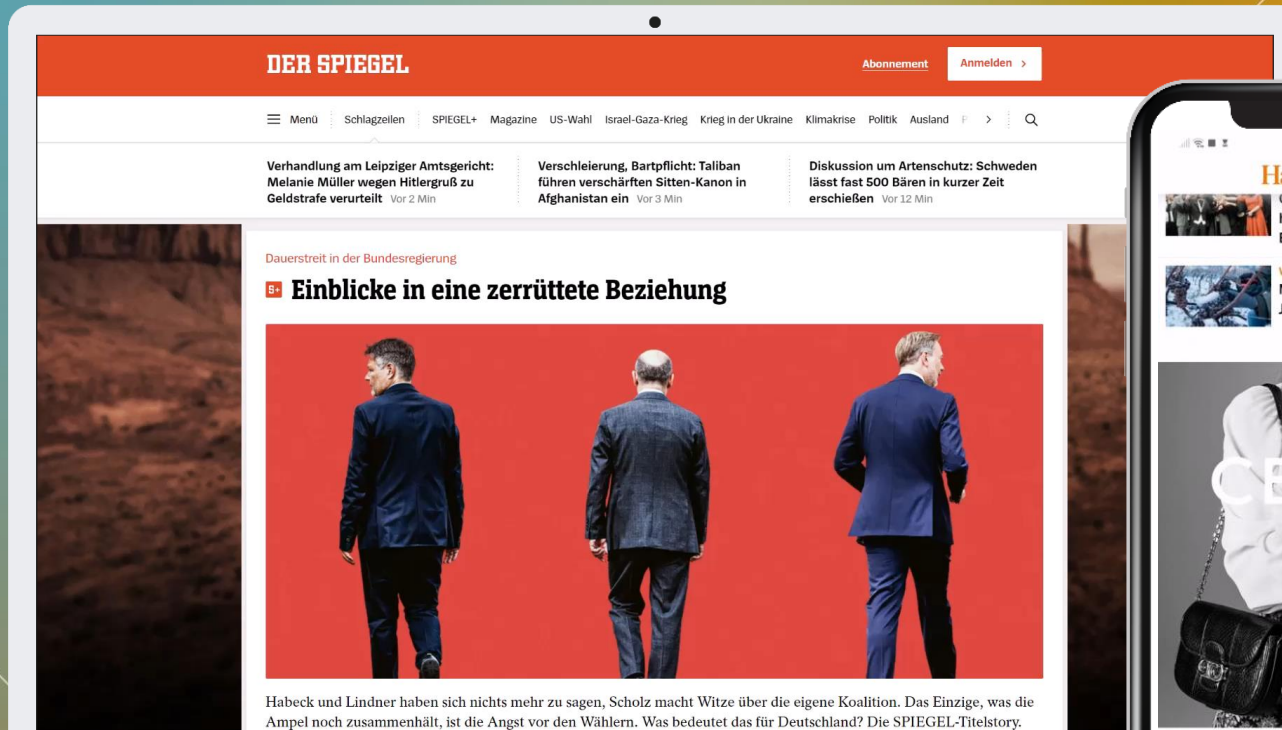 DER SPIEGEL
Abonnement
Anmelden
Menü
Schlagzeilen
SPIEGEL+
Magazine
US-Wahl
Israel-Gaza-Krieg
Krieg in der Ukraine
Klimakrise
Politik
Ausland
Verhandlung am Leipziger Amtsgericht:
Melanie Müller wegen Hitlergruß zu
Geldstrafe verurteilt Vor 2 Min
Verschleierung, Bartpflicht: Taliban
führen verschärften Sitten-Kanon in
Afghanistan ein Vor 3 Min
Diskussion um Artenschutz: Schweden
lässt fast 500 Bären in kurzer Zeit
erschießen Vor 12 Min
Dauerstreit in der Bundesregierung
S+ Einblicke in eine zerrüttete Beziehung
Habeck und Lindner haben sich nichts mehr zu sagen, Scholz macht Witze über die eigene Koalition. Das Einzige, was die
Ampel noch zusammenhält, ist die Angst vor den Wählern. Was bedeutet das für Deutschland? Die SPIEGEL-Titelstory.